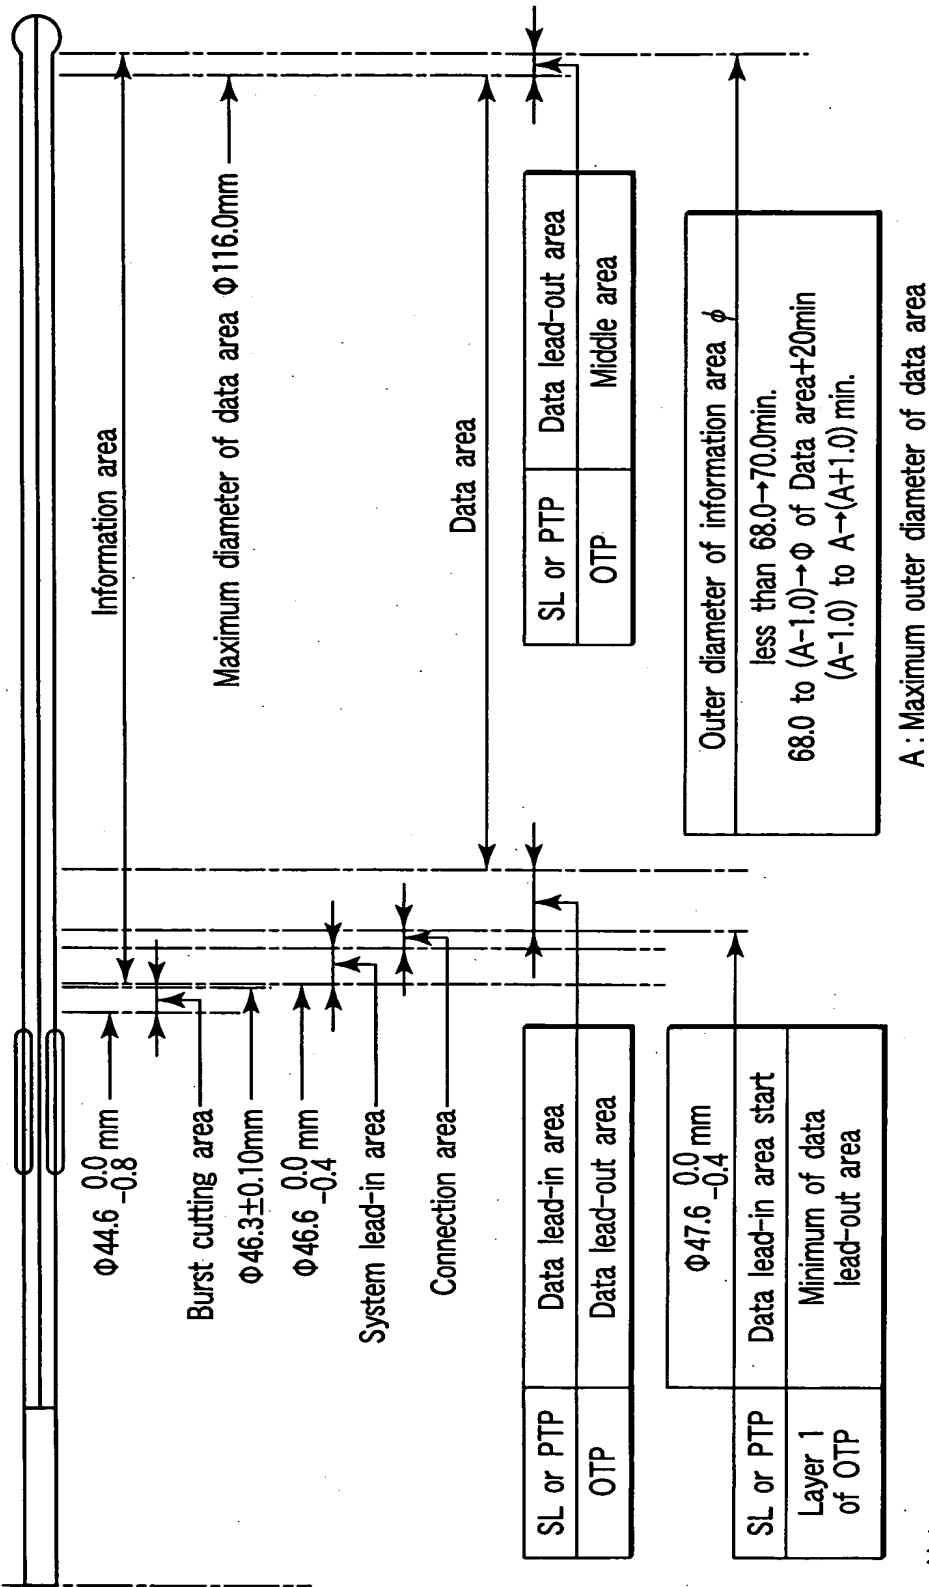 Information area
Maximum diameter of data area Φ116.0mm
Data area
Φ44.6 0.0 -0.8 mm
Burst cutting area
Φ46.3±0.10mm
Φ46.6 0.0 -0.4 mm
System lead-in area
Connection area
SL or PTP Data lead-in area
OTP Data lead-out area
SL or PTP Data lead-out area
OTP Middle area
Φ47.6 0.0 -0.4 mm
SL or PTP Data lead-in area start
Layer 1 of OTP
Minimum of data
lead-out area
Outer diameter of information area ϕ
less than 68.0→70.0min.
68.0 to (A-1.0)→Φ of Data area+20min
(A-1.0) to A→(A+1.0) min.
A : Maximum outer diameter of data area